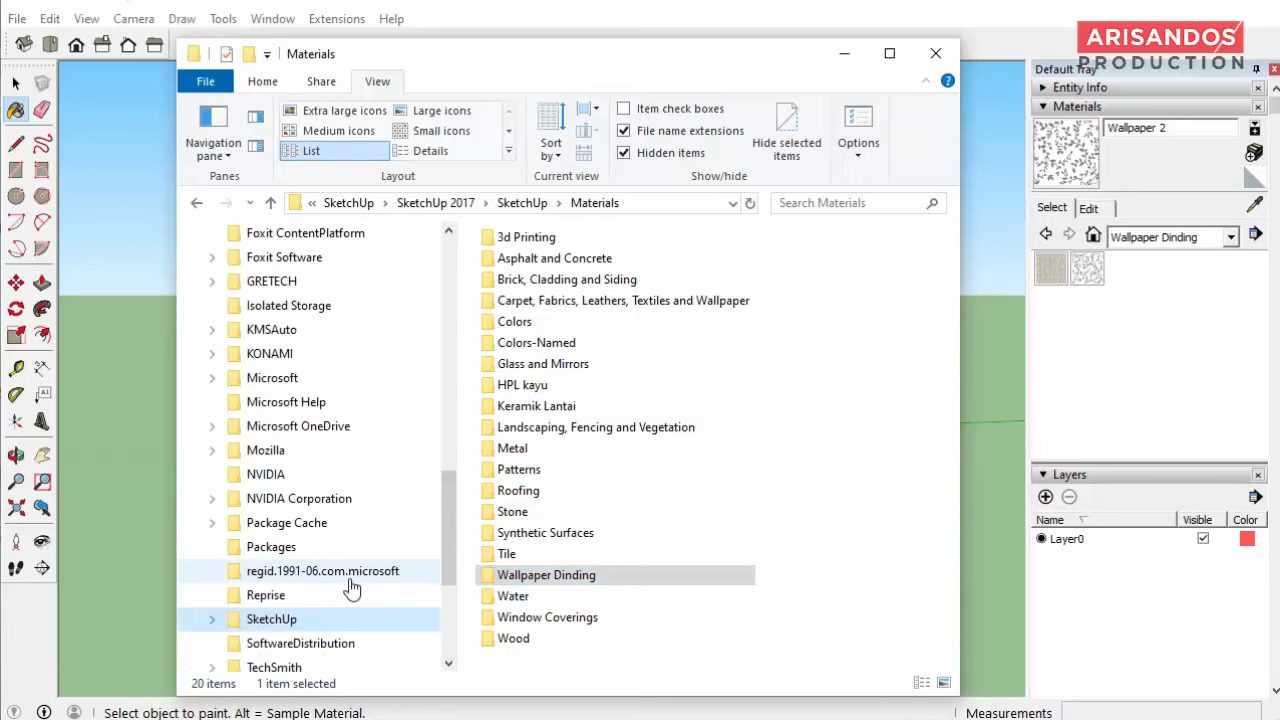 File Edit View Camera Draw Tools Window Extensions Help
ARISANDOS
PRODUCTION
Materials
File Home Share View
Navigation pane
Panes
Extra large icons Large icons
Medium icons Small icons
List Details
Layout
Sort by
Current view
Item check boxes
File name extensions
Hidden items
Hide selected items
Show/hide
Options
« SketchUp SketchUp 2017 SketchUp Materials
Search Materials
Foxit ContentPlatform
Foxit Software
GRETECH
Isolated Storage
KMSAuto
KONAMI
Microsoft
Microsoft Help
Microsoft OneDrive
Mozilla
NVIDIA
NVIDIA Corporation
Package Cache
Packages
regid.1991-06.com.microsoft
Reprise
SketchUp
SoftwareDistribution
TechSmith
3d Printing
Asphalt and Concrete
Brick, Cladding and Siding
Carpet, Fabrics, Leathers, Textiles and Wallpaper
Colors
Colors-Named
Glass and Mirrors
HPL kayu
Keramik Lantai
Landscaping, Fencing and Vegetation
Metal
Patterns
Roofing
Stone
Synthetic Surfaces
Tile
Wallpaper Dinding
Water
Window Coverings
Wood
20 items 1 item selected
Default Tray
Entity Info
Materials
Wallpaper 2
Select Edit
Wallpaper Dinding
Layers
Name Visible Color
Layer0
Select object to paint. Alt = Sample Material.
Measurements